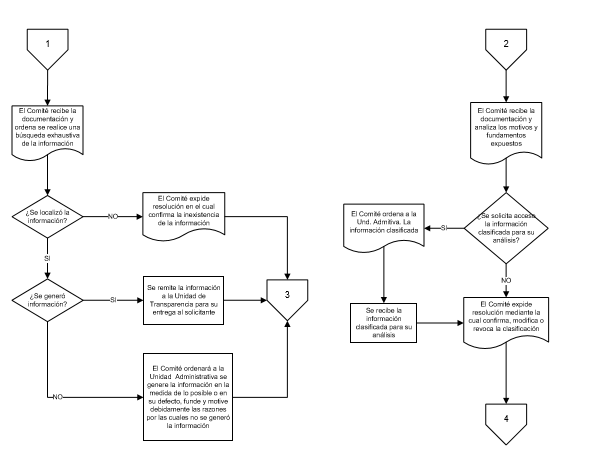 1
El Comité recibe la
documentación y
ordena se realice una
búsqueda exhaustiva
de la información
¿Se localizó la
información?
NO
El Comité expide
resolución en el cual
confirma la inexistencia
de la información
SI
¿Se generó
información?
SI
Se remite la información
a la Unidad de
Transparencia para su
entrega al solicitante
3
NO
El Comité ordenará a la
Unidad Administrativa se
genere la información en la
medida de lo posible o en
su defecto, funde y motive
debidamente las razones
por las cuales no se generó
la información
2
El Comité recibe la
documentación y
analiza los motivos y
fundamentos
expuestos
¿Se solicita acceso
la información
clasificada para su
análisis?
SI
El Comité ordena a la
Und. Admitiva. La
información clasificada
NO
Se recibe la
información
clasificada para su
análisis
El Comité expide
resolución mediante la
cual confirma, modifica o
revoca la clasificación
4